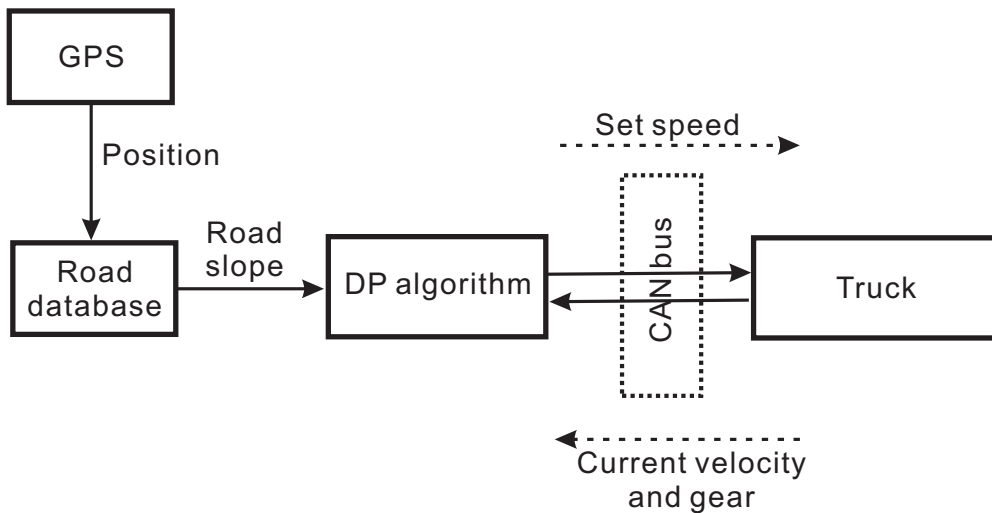 GPS
Position
Set speed
Road
slope
Road
database
DP algorithm
CAN bus
Truck
Current velocity
and gear